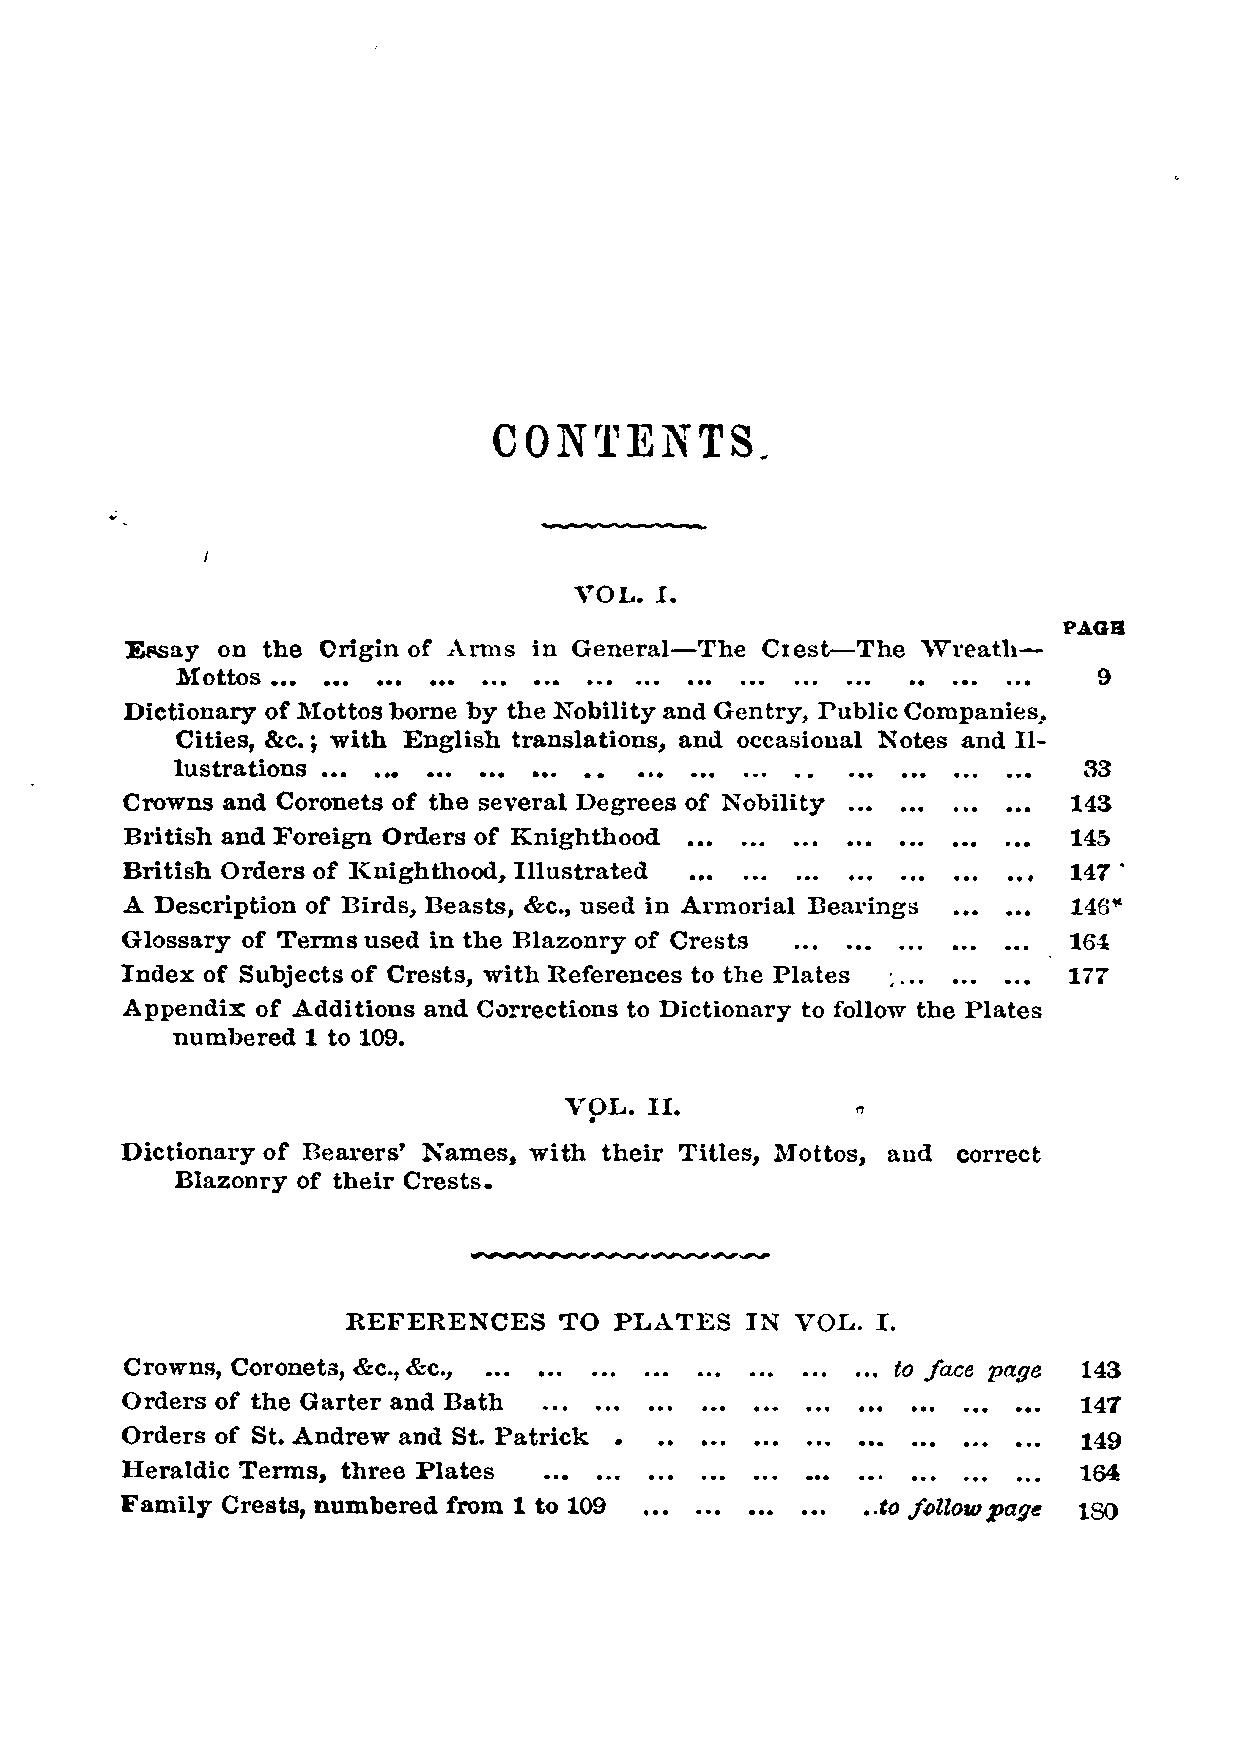 CONTENTS.
VOL. I.
PAGE
Essay on the Origin of Arms in General—The Crest—The Wreath—
Mottos ... ... ... ... ... ... ... ... ... ... ... ... .. ... ... 9
Dictionary of Mottos borne by the Nobility and Gentry, Public Companies,
Cities, &c.; with English translations, and occasional Notes and Il-
lustrations ... ... ... ... ... .. ... ... ... .. ... ... ... ... 33
Crowns and Coronets of the several Degrees of Nobility ... ... ... ... 143
British and Foreign Orders of Knighthood ... ... ... ... ... ... ... 145
British Orders of Knighthood, Illustrated ... ... ... ... ... ... ... 147
A Description of Birds, Beasts, &c., used in Armorial Bearings ... ... 146*
Glossary of Terms used in the Blazonry of Crests ... ... ... ... ... 164
Index of Subjects of Crests, with References to the Plates ... ... ... 177
Appendix of Additions and Corrections to Dictionary to follow the Plates
numbered 1 to 109.
VOL. II.
Dictionary of Bearers' Names, with their Titles, Mottos, and correct
Blazonry of their Crests.
REFERENCES TO PLATES IN VOL. I.
Crowns, Coronets, &c., &c., ... ... ... ... ... ... ... ... to face page 143
Orders of the Garter and Bath ... ... ... ... ... ... ... ... ... ... 147
Orders of St. Andrew and St. Patrick . .. ... ... ... ... ... ... ... 149
Heraldic Terms, three Plates ... ... ... ... ... ... ... ... ... ... 164
Family Crests, numbered from 1 to 109 ... ... ... ... ..to follow page 180